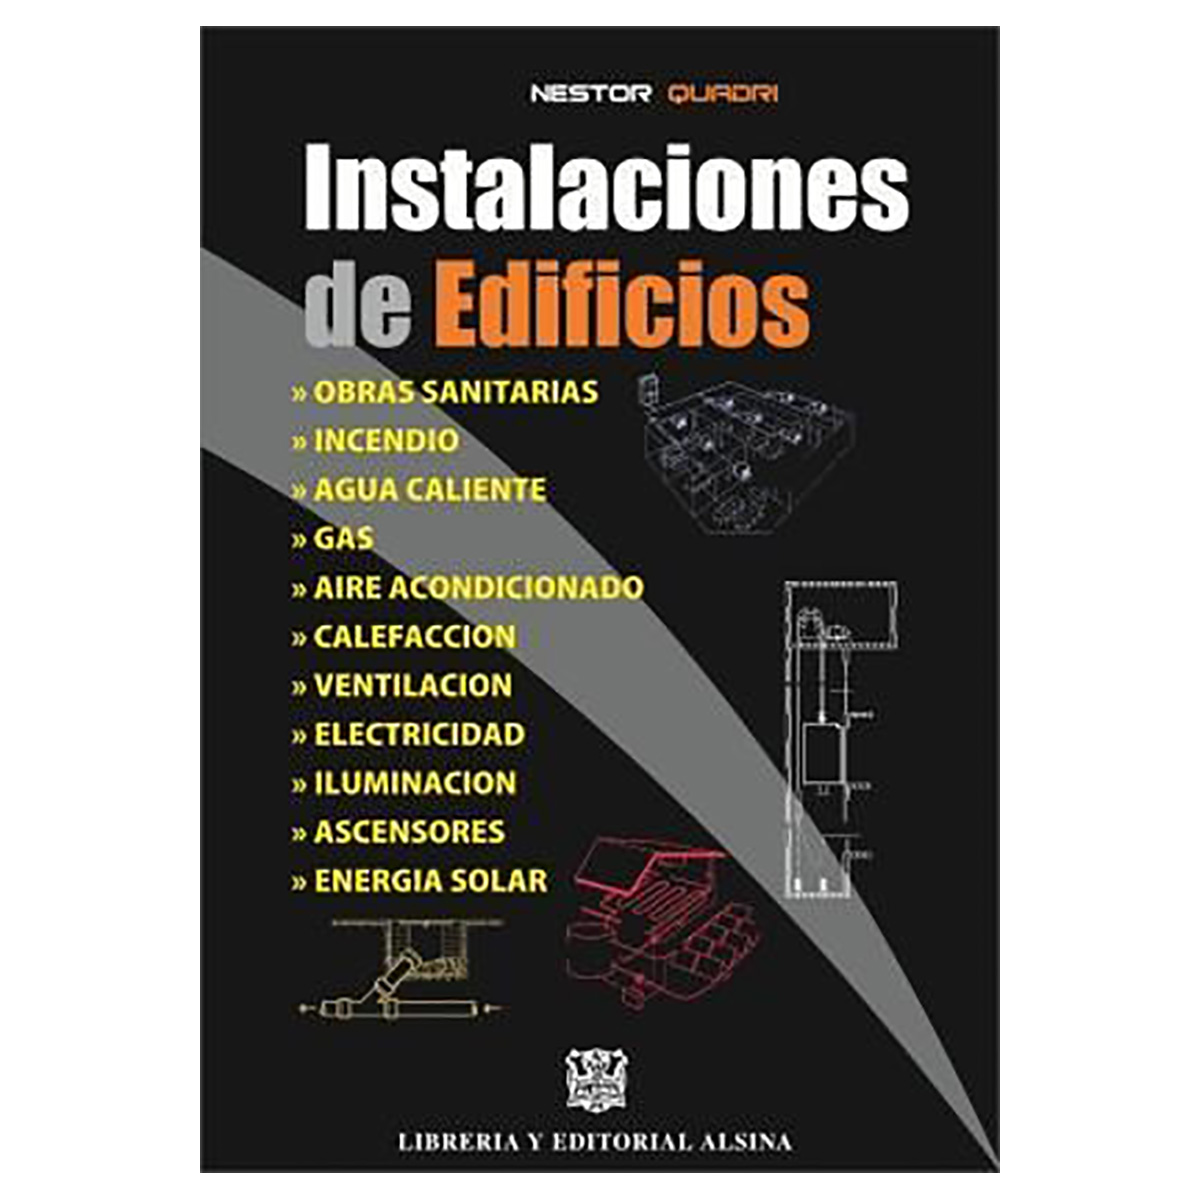 NESTOR QUADRI
Instalaciones
de Edificios
» OBRAS SANITARIAS
» INCENDIO
» AGUA CALIENTE
» GAS
» AIRE ACONDICIONADO
» CALEFACCION
» VENTILACION
» ELECTRICIDAD
» ILUMINACION
» ASCENSORES
» ENERGIA SOLAR
LIBRERIA Y EDITORIAL ALSINA